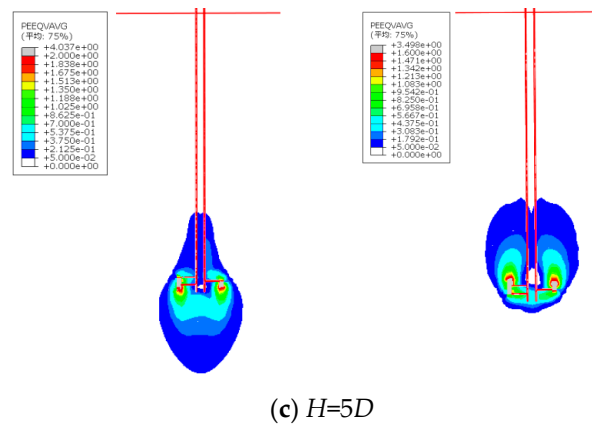 PEEQVAVG
(平均: 75%)
+4.037e+00
+2.000e+00
+1.838e+00
+1.675e+00
+1.513e+00
+1.350e+00
+1.188e+00
+1.025e+00
+8.625e-01
+7.000e-01
+5.375e-01
+3.750e-01
+2.125e-01
+5.000e-02
+0.000e+00
PEEQVAVG
(平均: 75%)
+3.498e+00
+1.600e+00
+1.471e+00
+1.342e+00
+1.213e+00
+1.083e+00
+9.542e-01
+8.250e-01
+6.958e-01
+5.667e-01
+4.375e-01
+3.083e-01
+1.792e-01
+5.000e-02
+0.000e+00
(c) H=5D